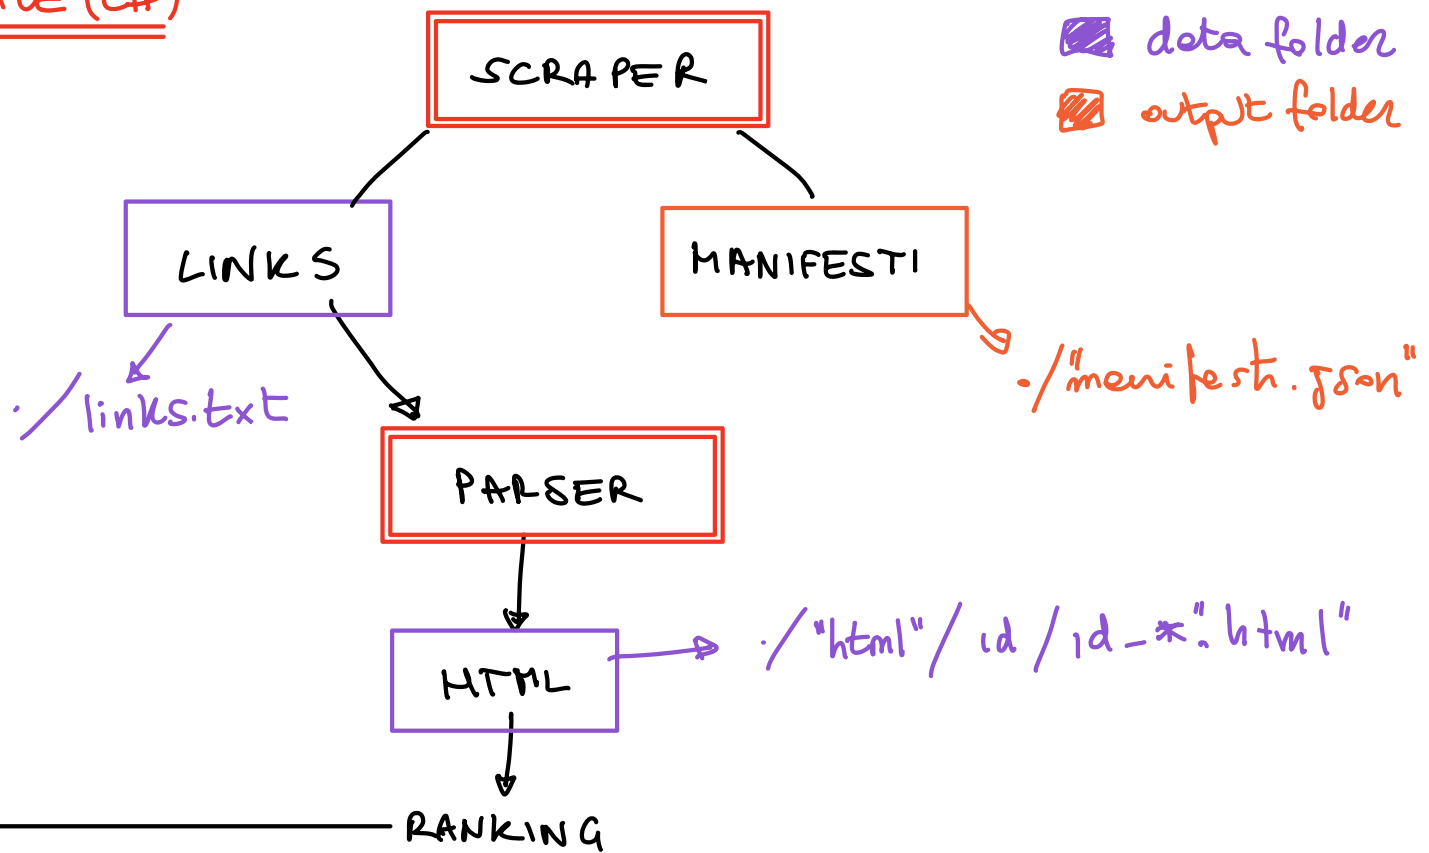 (C#)
SCRAPER
data folder
output folder
LINKS
MANIFESTI
./links.txt
./"manifesti.json"
PARSER
HTML
./"html"/id/id_*".html"
RANKING